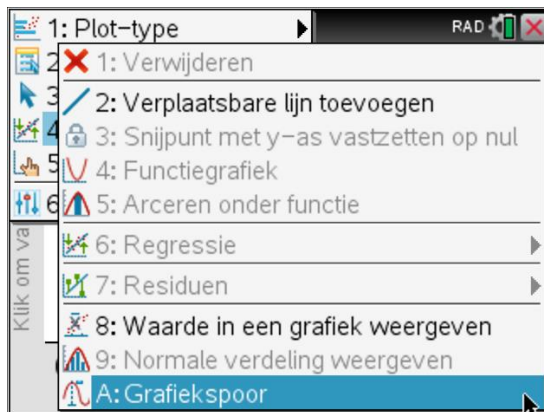 1: Plot-type
RAD
2
1: Verwijderen
3
2: Verplaatsbare lijn toevoegen
4
3: Snijpunt met y-as vastzetten op nul
5
4: Functiegrafiek
6
5: Arceren onder functie
6: Regressie
7: Residuen
8: Waarde in een grafiek weergeven
9: Normale verdeling weergeven
A: Grafiekspoor
Klik om va